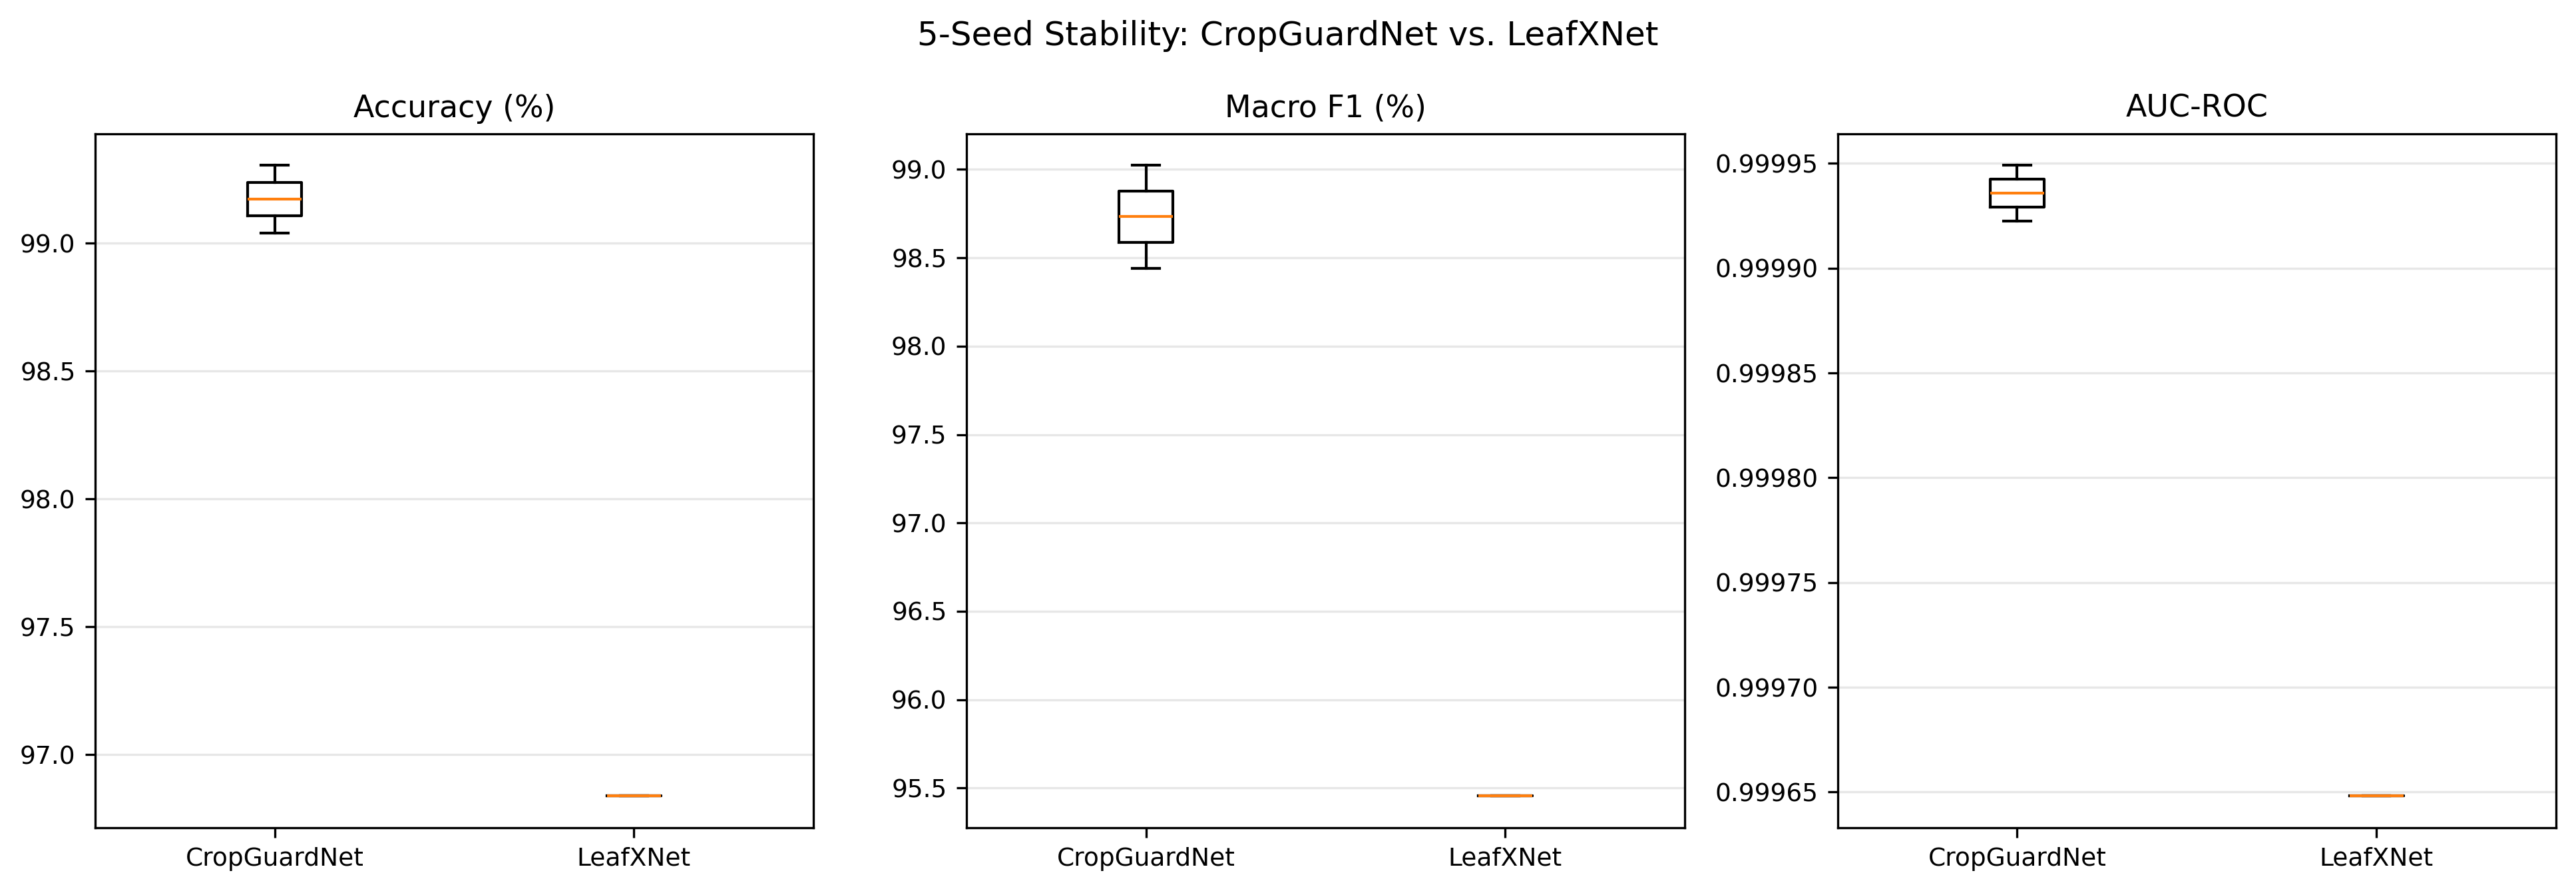 5-Seed Stability: CropGuardNet vs. LeafXNet
Accuracy (%)
99.0
98.5
98.0
97.5
97.0
CropGuardNet
LeafXNet
Macro F1 (%)
99.0
98.5
98.0
97.5
97.0
96.5
96.0
95.5
CropGuardNet
LeafXNet
AUC-ROC
0.99995
0.99990
0.99985
0.99980
0.99975
0.99970
0.99965
CropGuardNet
LeafXNet